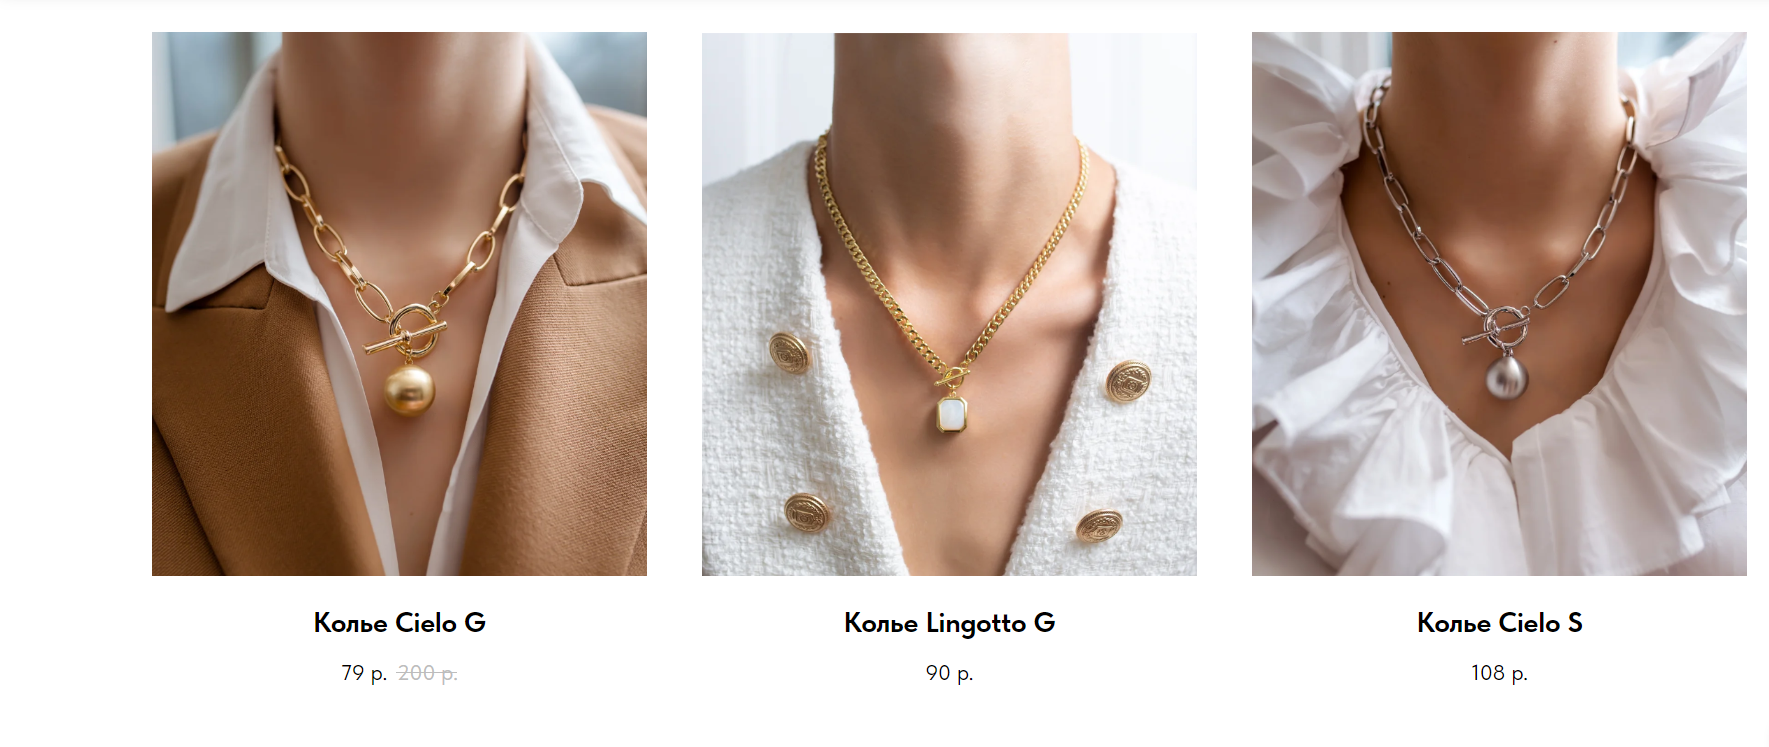 Колье Cielo G
79 р. 200 р.
Колье Lingotto G
90 р.
Колье Cielo S
108 р.